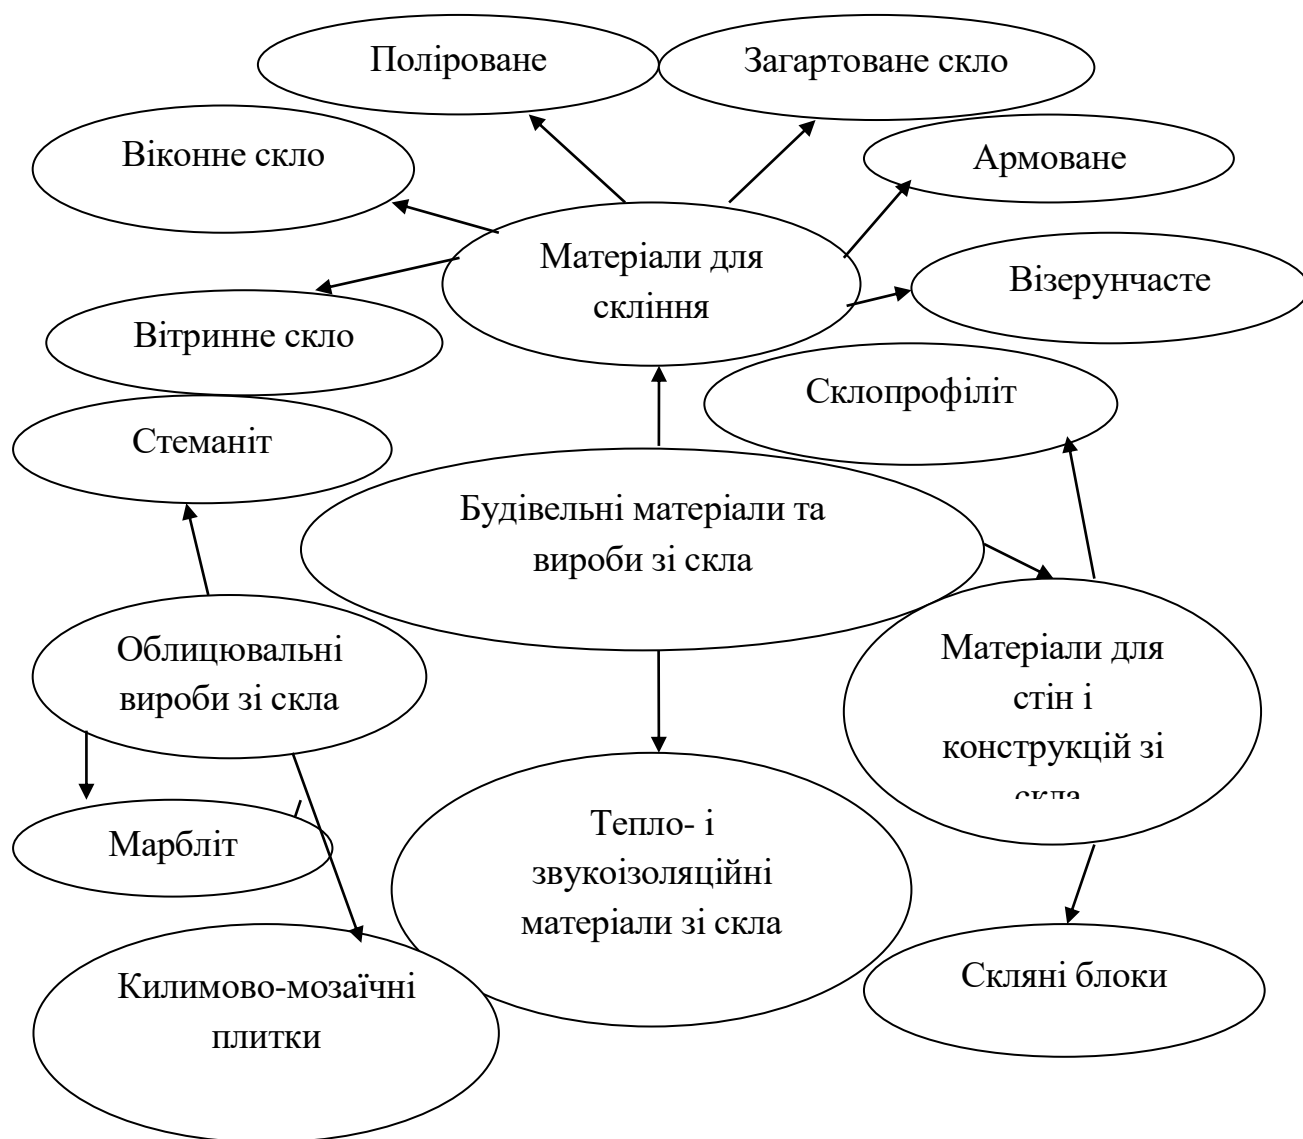 Поліроване
Загартоване скло
Віконне скло
Армоване
Матеріали для
скління
Візерунчасте
Вітринне скло
Склопрофіліт
Стеманіт
Будівельні матеріали та
вироби зі скла
Облицювальні
вироби зі скла
Матеріали для
стін і
конструкцій зі
скла
Марбліт
Тепло- і
звукоізоляційні
матеріали зі скла
Килимово-мозаїчні
плитки
Скляні блоки